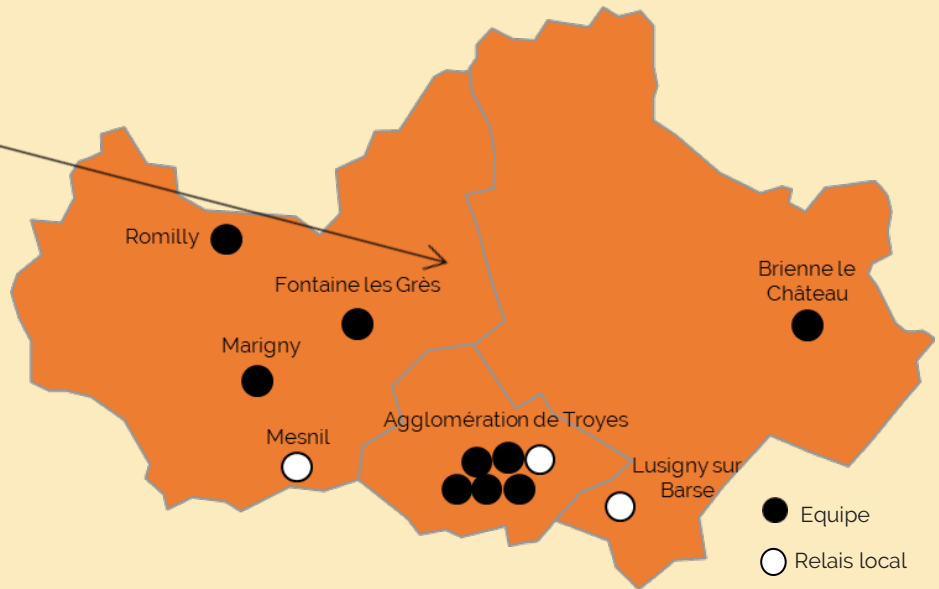 Romilly
Fontaine les Grès
Brienne le
Château
Marigny
Agglomération de Troyes
Mesnil
Lusigny sur
Barse
Equipe
Relais local